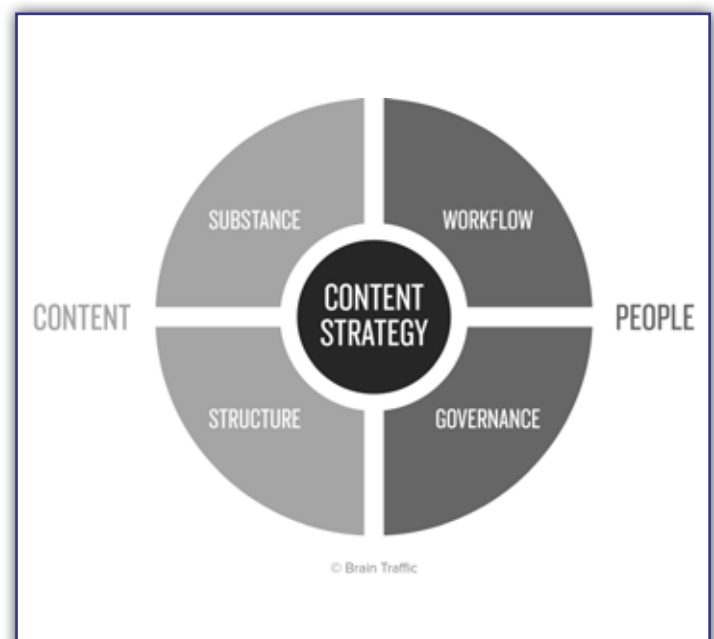 SUBSTANCE
WORKFLOW
CONTENT
CONTENT
STRATEGY
PEOPLE
STRUCTURE
GOVERNANCE
© Brain Traffic